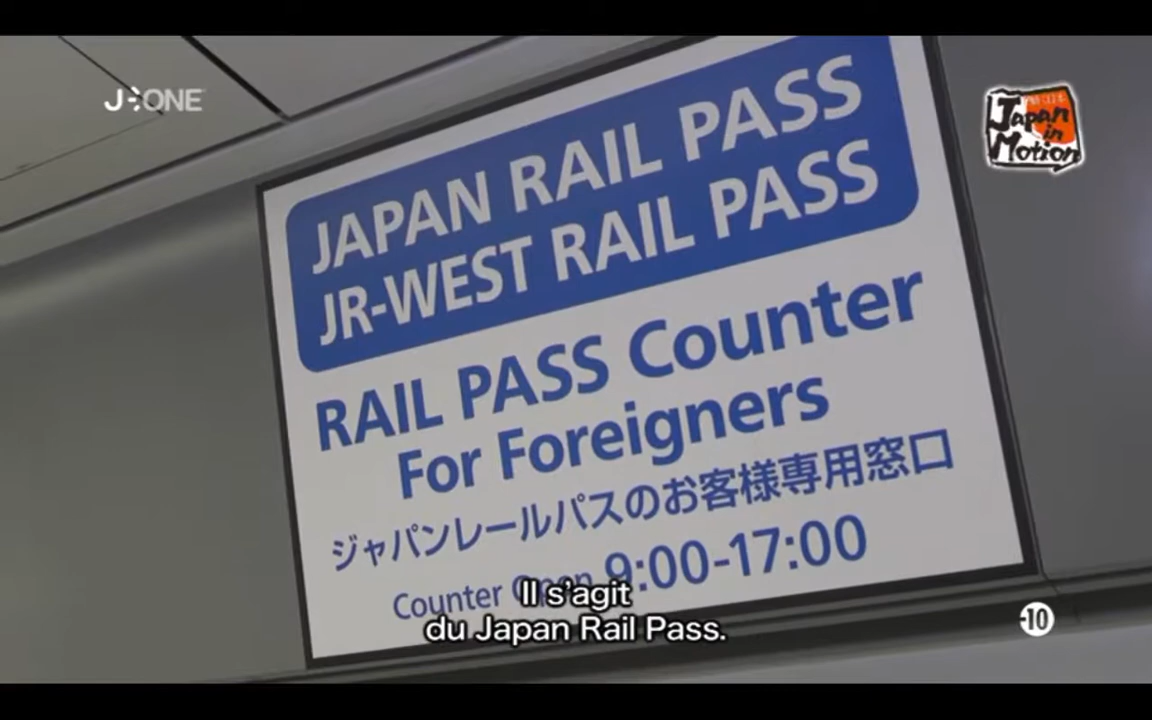 J-ONE
Japan
in
Motion
JAPAN RAIL PASS
JR-WEST RAIL PASS
RAIL PASS Counter
For Foreigners
ジャパンレールパスのお客様専用窓口
Counter Open 9:00-17:00
Il s'agit
du Japan Rail Pass.
-10